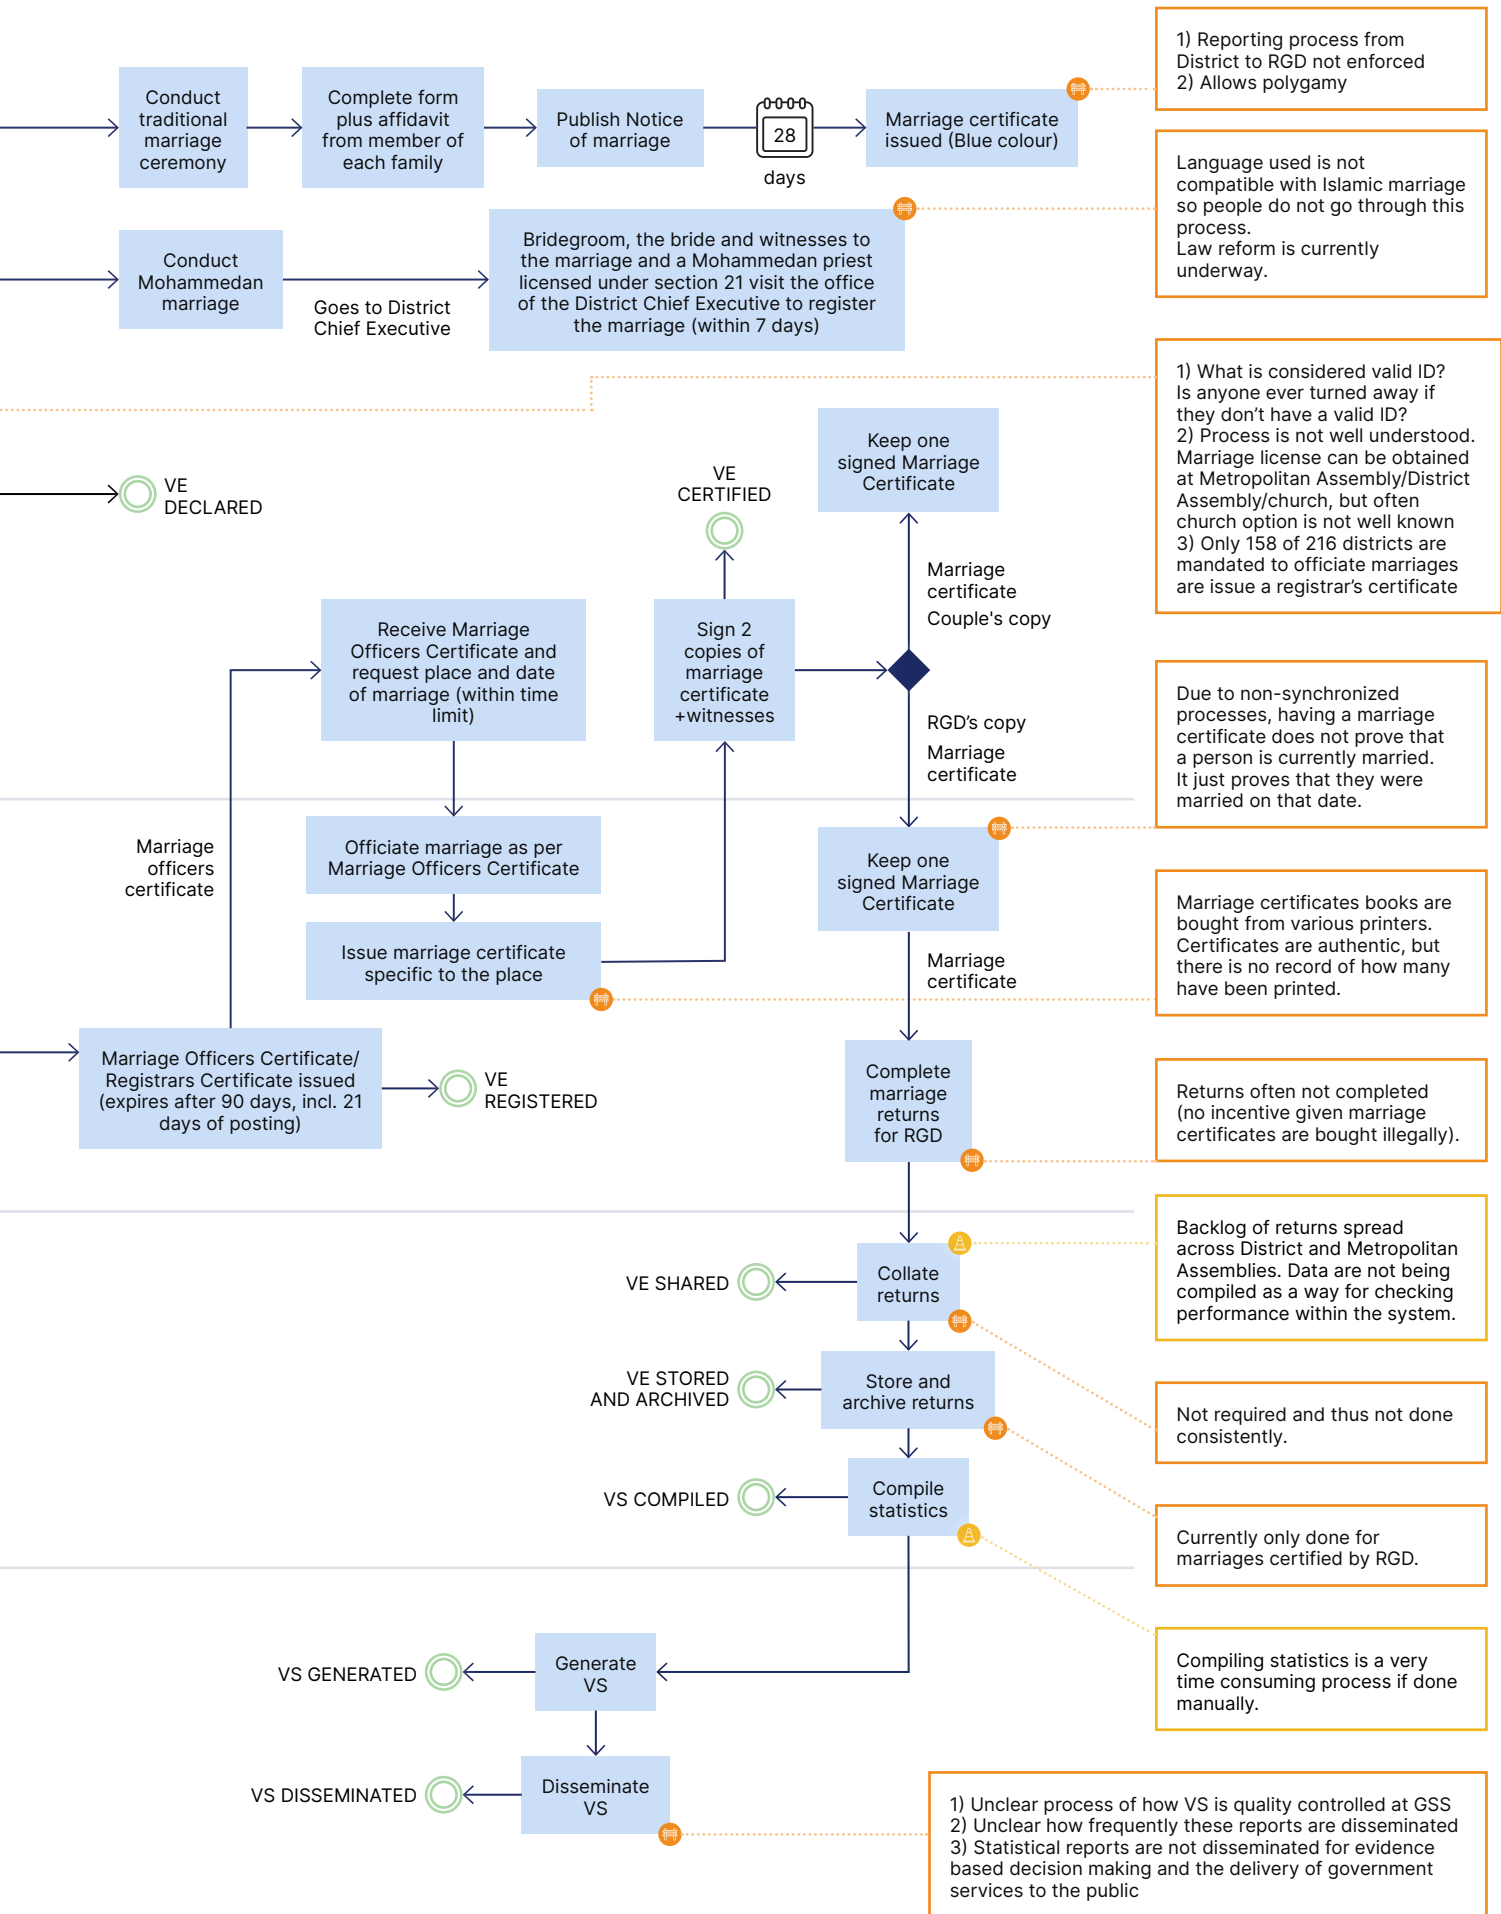 Conduct
traditional
marriage
ceremony
Complete form
plus affidavit
from member of
each family
Publish Notice
of marriage
28
days
Marriage certificate
issued (Blue colour)
1) Reporting process from
District to RGD not enforced
2) Allows polygamy
Conduct
Mohammedan
marriage
Goes to District
Chief Executive
Bridegroom, the bride and witnesses to
the marriage and a Mohammedan priest
licensed under section 21 visit the office
of the District Chief Executive to register
the marriage (within 7 days)
Language used is not
compatible with Islamic marriage
so people do not go through this
process.
Law reform is currently
underway.
1) What is considered valid ID?
Is anyone ever turned away if
they don’t have a valid ID?
2) Process is not well understood.
Marriage license can be obtained
at Metropolitan Assembly/District
Assembly/church, but often
church option is not well known
3) Only 158 of 216 districts are
mandated to officiate marriages
are issue a registrar’s certificate
VE
DECLARED
VE
CERTIFIED
Keep one
signed Marriage
Certificate
Marriage
certificate
Couple's copy
Receive Marriage
Officers Certificate and
request place and date
of marriage (within time
limit)
Sign 2
copies of
marriage
certificate
+witnesses
RGD’s copy
Marriage
certificate
Due to non-synchronized
processes, having a marriage
certificate does not prove that
a person is currently married.
It just proves that they were
married on that date.
Marriage
officers
certificate
Officiate marriage as per
Marriage Officers Certificate
Keep one
signed Marriage
Certificate
Issue marriage certificate
specific to the place
Marriage
certificate
Marriage certificates books are
bought from various printers.
Certificates are authentic, but
there is no record of how many
have been printed.
Marriage Officers Certificate/
Registrars Certificate issued
(expires after 90 days, incl. 21
days of posting)
VE
REGISTERED
Complete
marriage
returns
for RGD
Returns often not completed
(no incentive given marriage
certificates are bought illegally).
VE SHARED
Collate
returns
Backlog of returns spread
across District and Metropolitan
Assemblies. Data are not being
compiled as a way for checking
performance within the system.
VE STORED
AND ARCHIVED
Store and
archive returns
Not required and thus not done
consistently.
VS COMPILED
Compile
statistics
Currently only done for
marriages certified by RGD.
VS GENERATED
Generate
VS
Compiling statistics is a very
time consuming process if done
manually.
VS DISSEMINATED
Disseminate
VS
1) Unclear process of how VS is quality controlled at GSS
2) Unclear how frequently these reports are disseminated
3) Statistical reports are not disseminated for evidence
based decision making and the delivery of government
services to the public